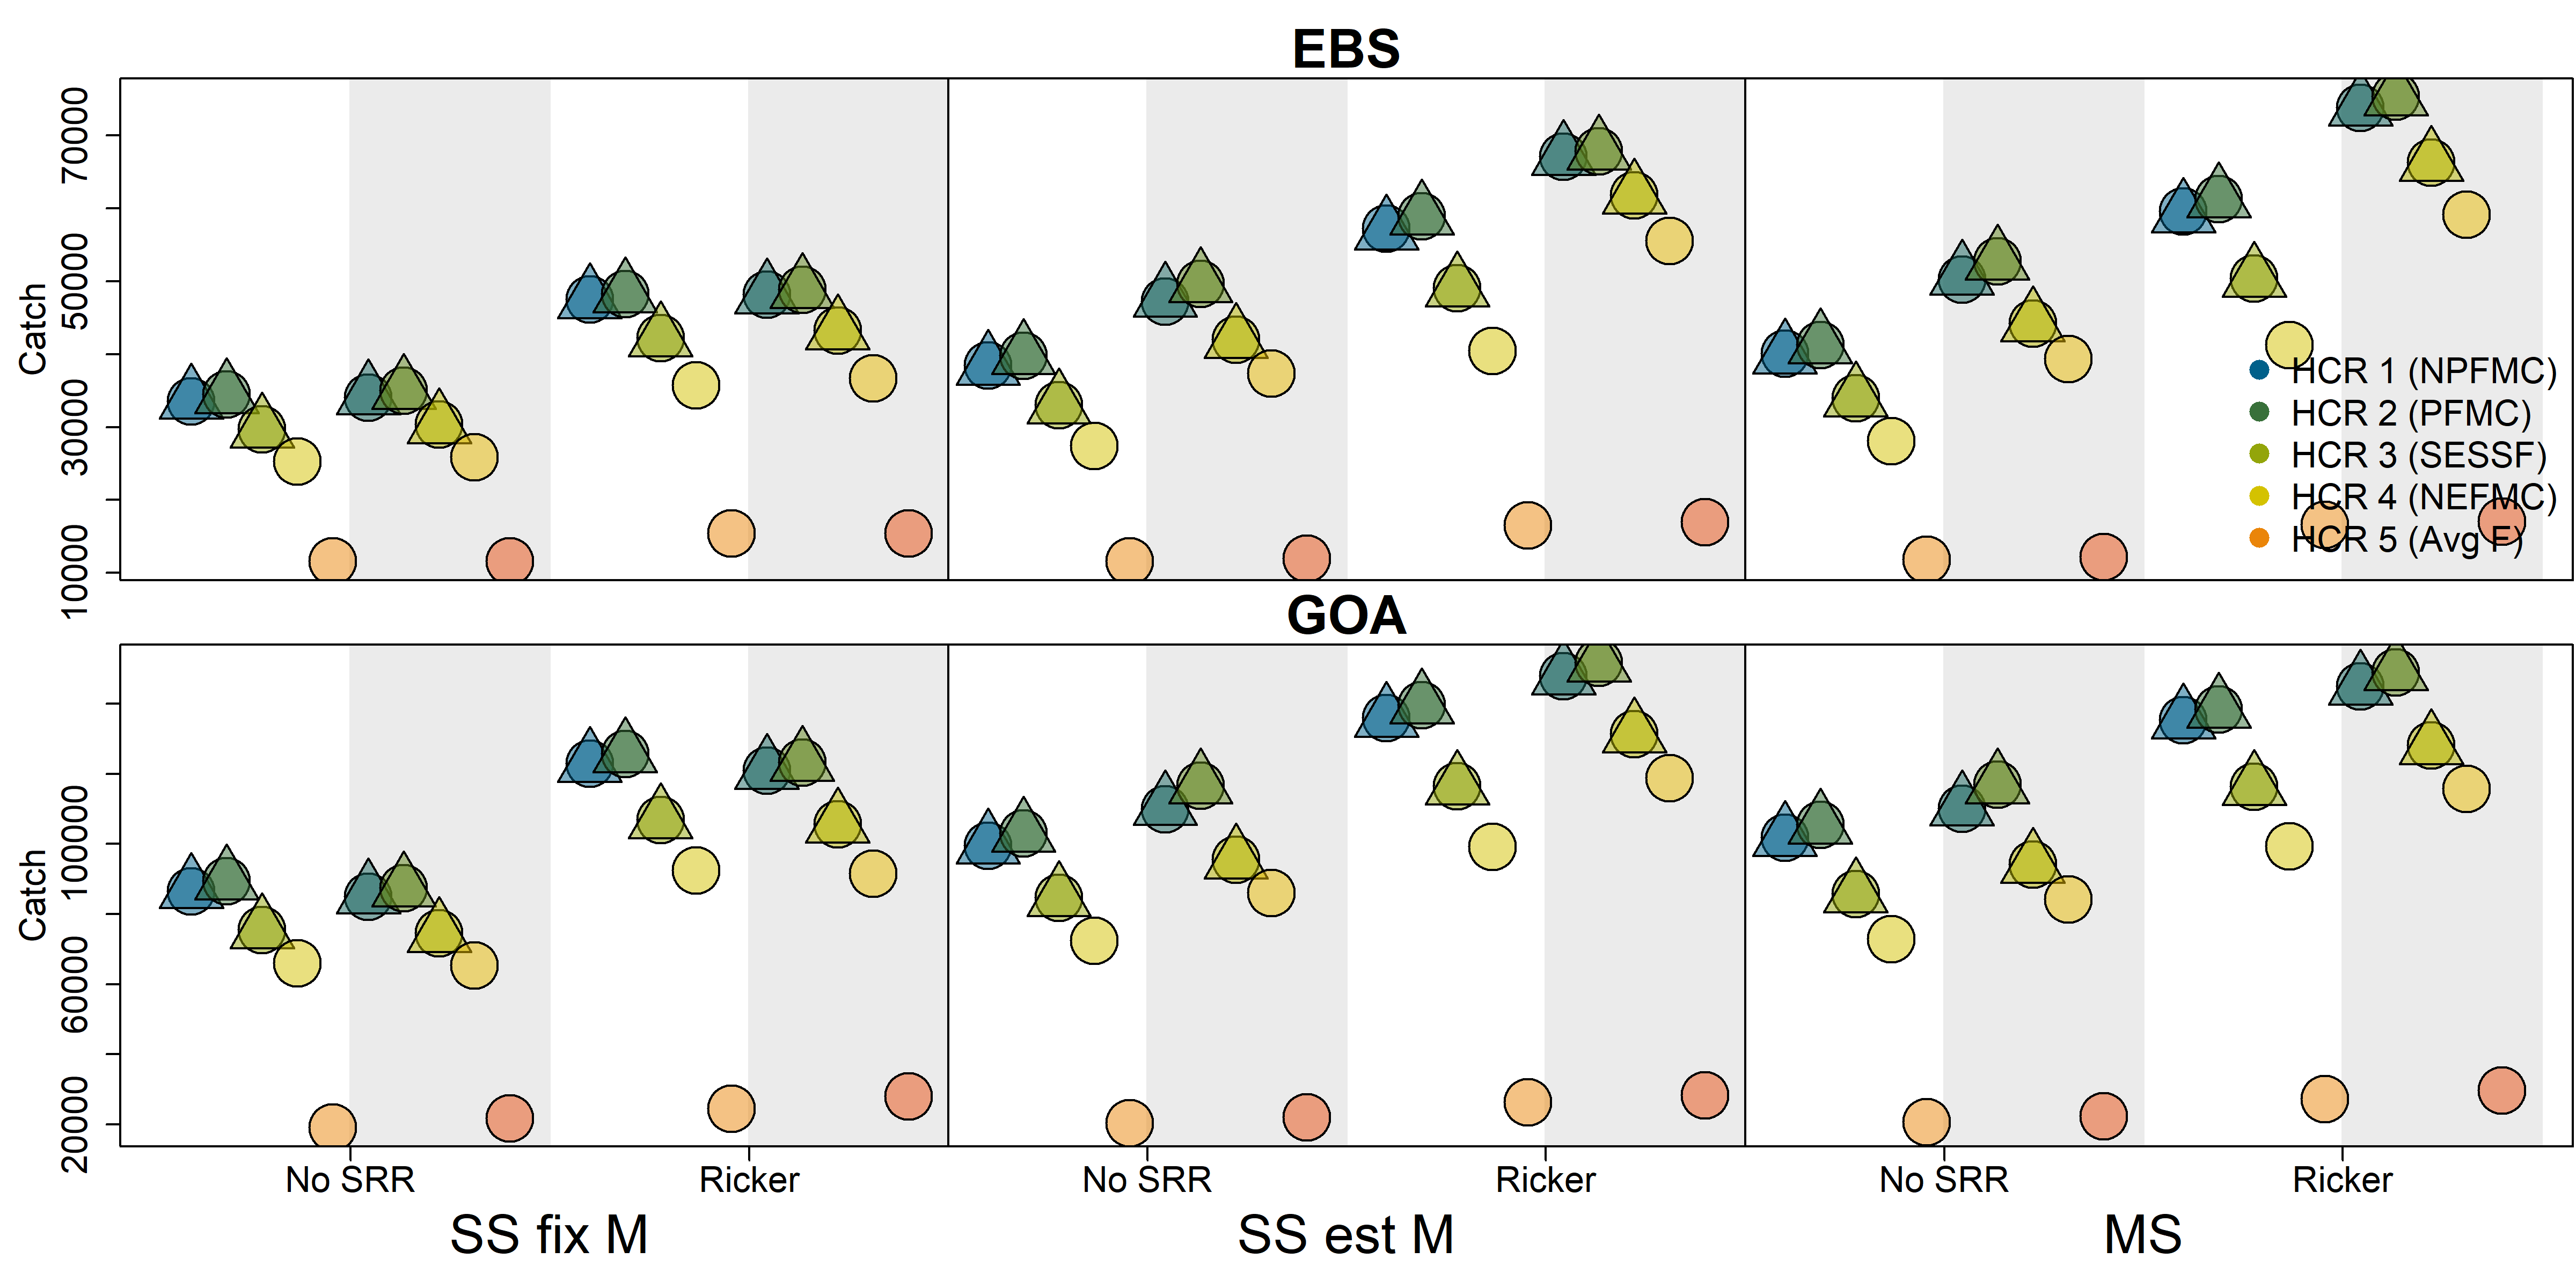 EBS
Catch
70000
50000
30000
10000
HCR 1 (NPFMC)
HCR 2 (PFMC)
HCR 3 (SESSF)
HCR 4 (NEFMC)
HCR 5 (Avg F)
GOA
Catch
100000
60000
20000
No SRR
Ricker
No SRR
Ricker
No SRR
Ricker
SS fix M
SS est M
MS